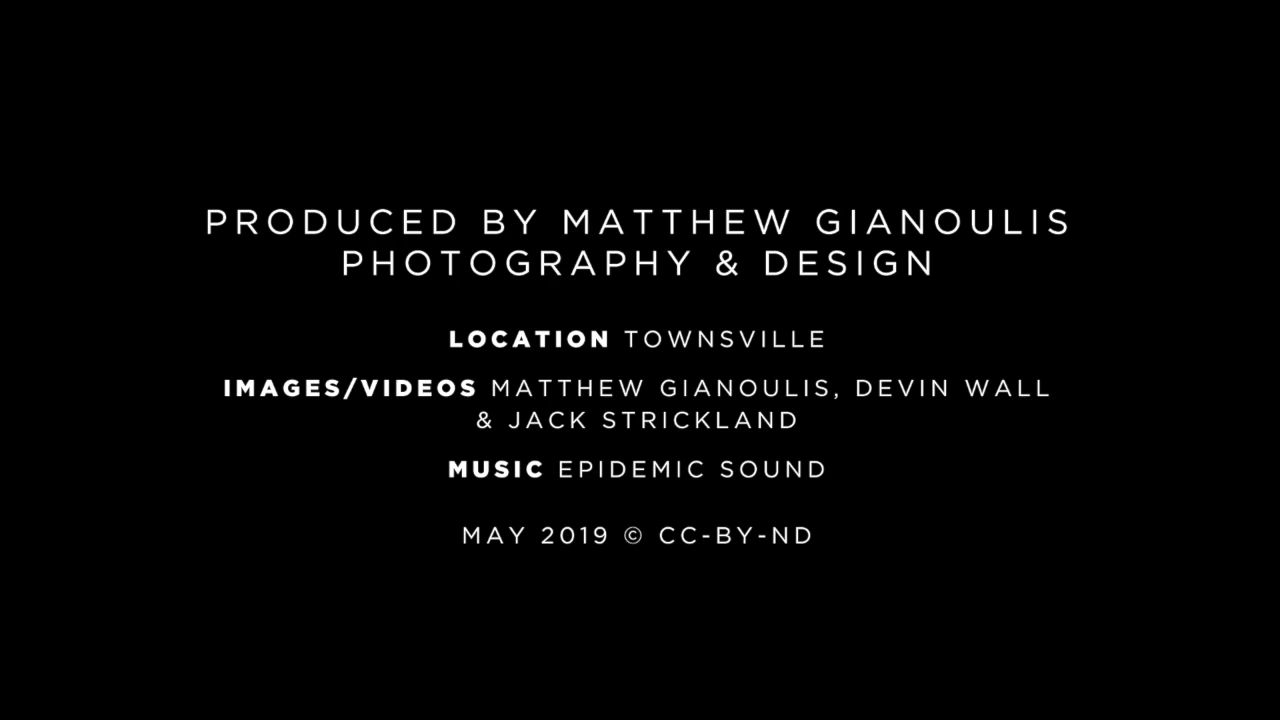 PRODUCED BY MATTHEW GIANOULIS
PHOTOGRAPHY & DESIGN
LOCATION TOWNSVILLE
IMAGES/VIDEOS MATTHEW GIANOULIS, DEVIN WALL
& JACK STRICKLAND
MUSIC EPIDEMIC SOUND
MAY 2019 © CC-BY-ND